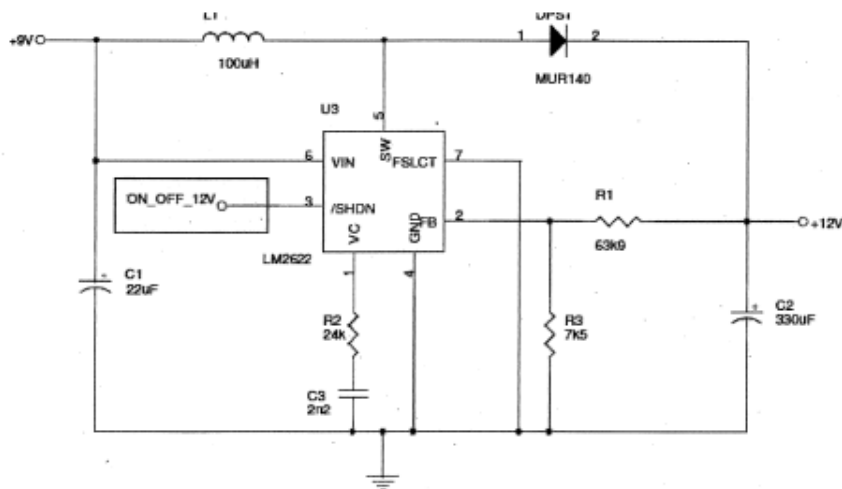 L1
DPS1
+9V
1
2
100uH
MUR140
U3
5
6
VIN
SW
FSLCT
7
ON_OFF_12V
3
/SHDN
FB
2
R1
+12V
63k9
VC
GND
LM2622
1
4
C1
+
22uF
R2
24k
R3
7k5
+
C2
330uF
C3
2n2